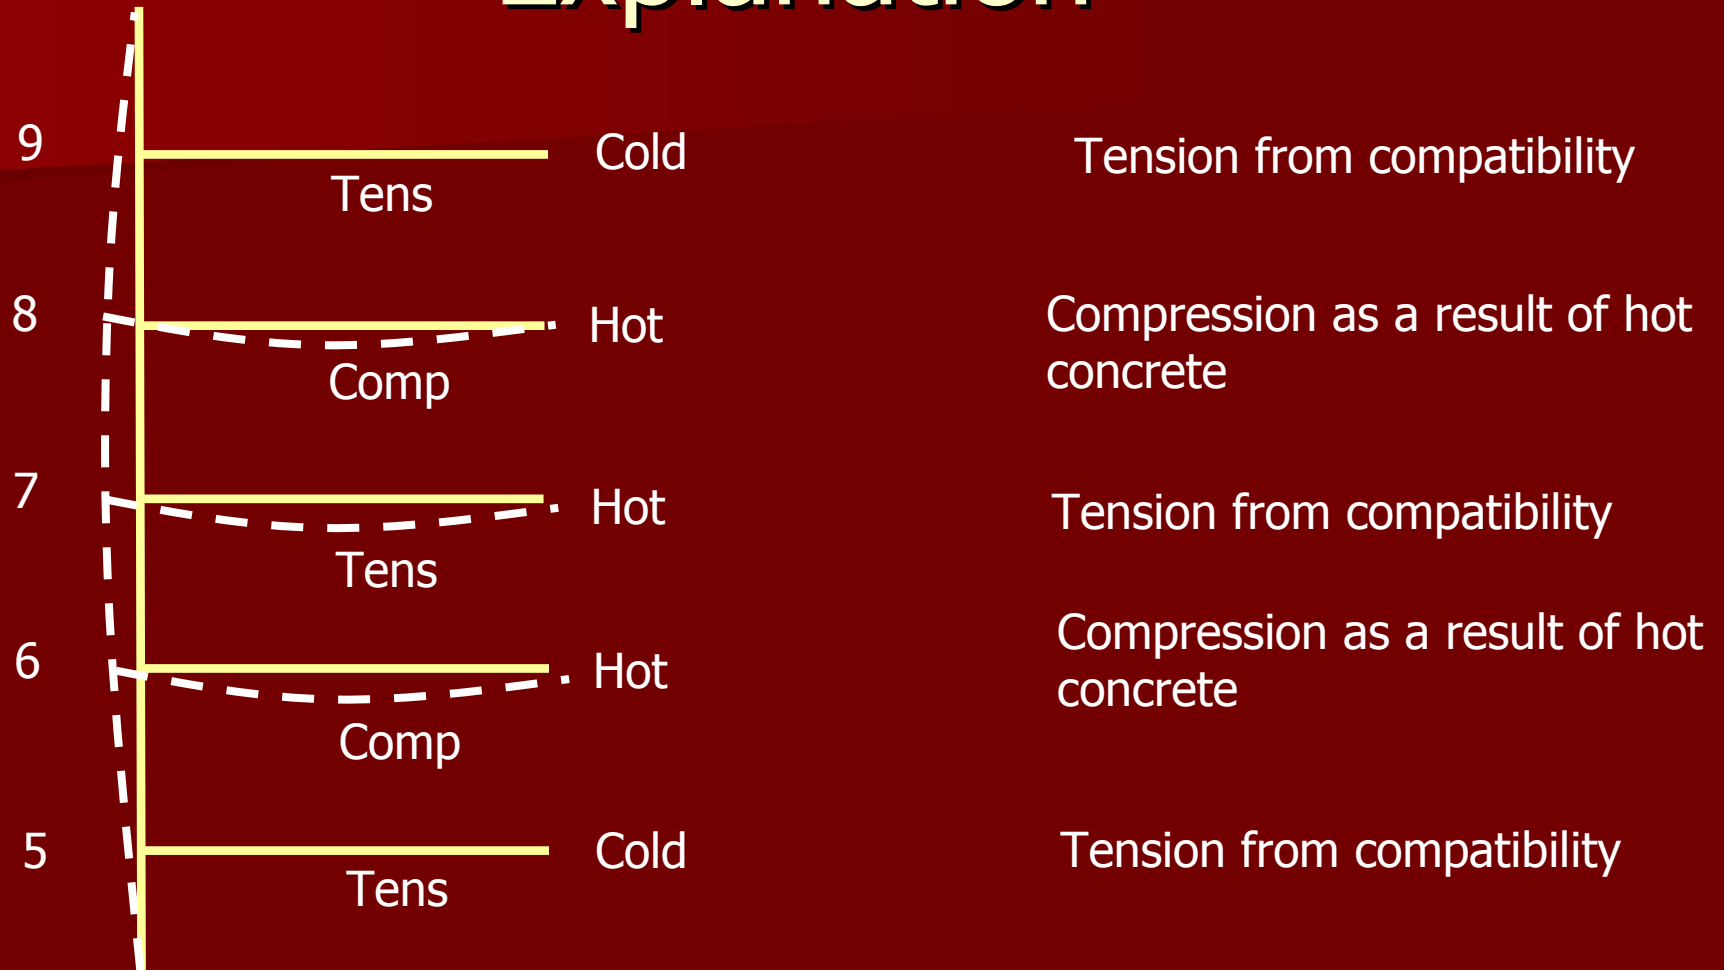 Explanation
9
Cold
Tension from compatibility
Tens
8
Hot
Compression as a result of hot
concrete
Comp
7
Hot
Tension from compatibility
Tens
6
Hot
Compression as a result of hot
concrete
Comp
5
Cold
Tension from compatibility
Tens